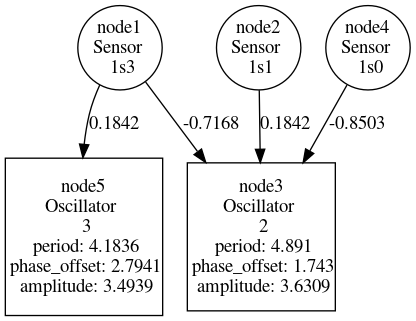 node1
Sensor
1s3
node2
Sensor
1s1
node4
Sensor
1s0
0.1842
-0.7168
0.1842
-0.8503
node5
Oscillator
3
period: 4.1836
phase_offset: 2.7941
amplitude: 3.4939
node3
Oscillator
2
period: 4.891
phase_offset: 1.743
amplitude: 3.6309